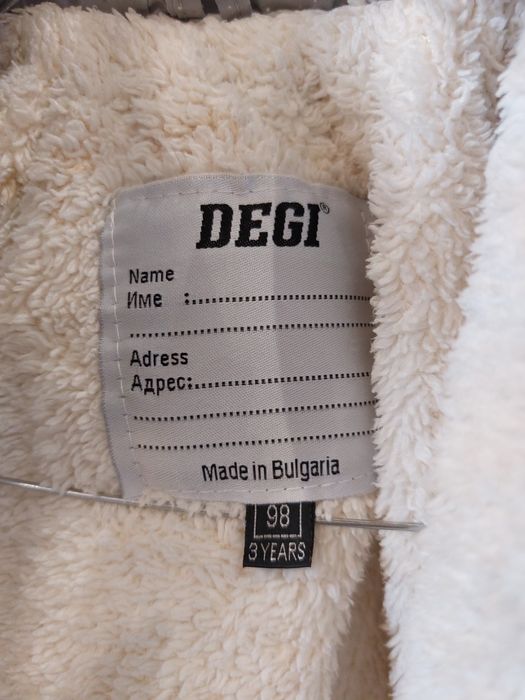 DEGI®
Name
Име :
Adress
Адрес:
Made in Bulgaria
98
3 YEARS